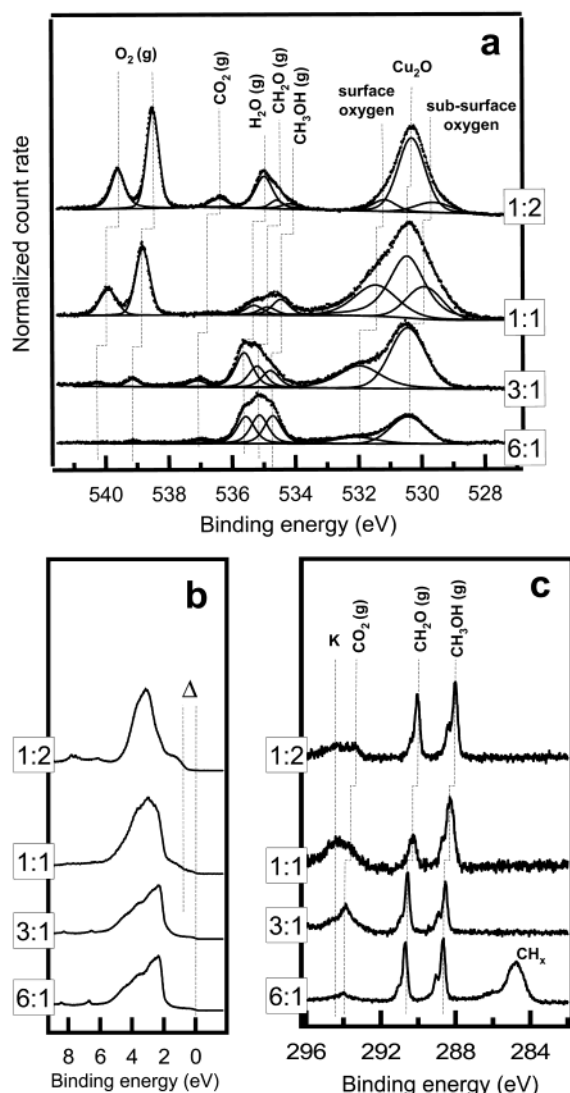 a
O₂ (g)
CO₂ (g)
H₂O (g)
CH₂O (g)
CH₃OH (g)
surface
oxygen
Cu₂O
sub-surface
oxygen
1:2
1:1
3:1
6:1
Normalized count rate
540 538 536 534 532 530 528
Binding energy (eV)
b
Δ
1:2
1:1
3:1
6:1
8 6 4 2 0
Binding energy (eV)
c
K
CO₂ (g)
CH₂O (g)
CH₃OH (g)
1:2
1:1
3:1
6:1
CHₓ
296 292 288 284
Binding energy (eV)